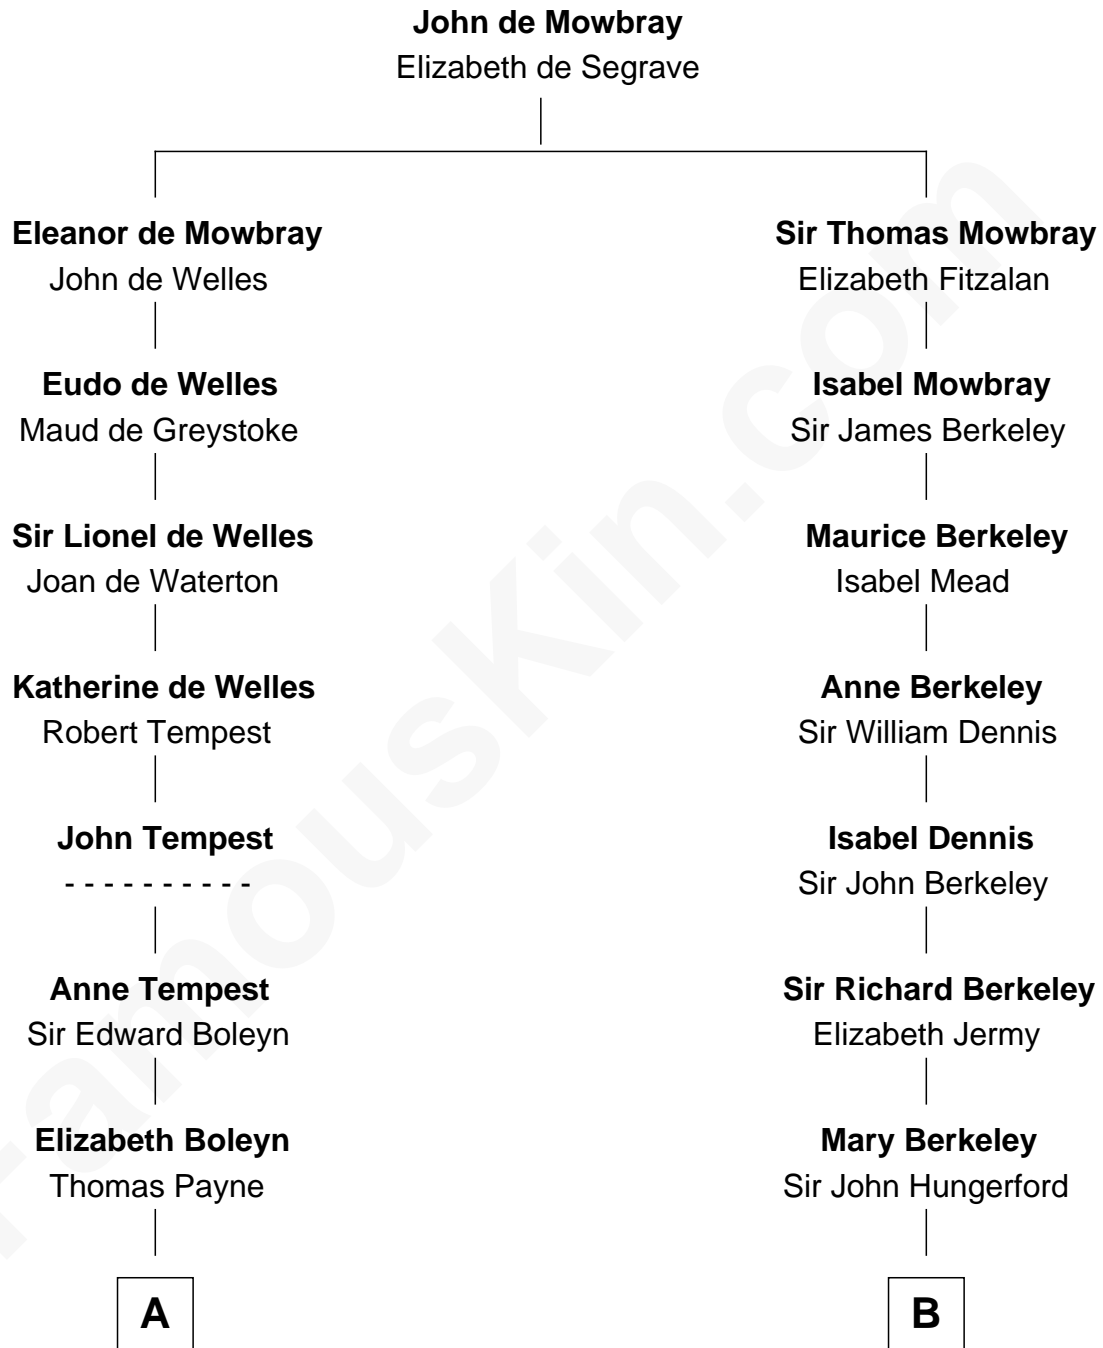 John de Mowbray
Elizabeth de Segrave
Eleanor de Mowbray
John de Welles
Eudo de Welles
Maud de Greystoke
Sir Lionel de Welles
Joan de Waterton
Katherine de Welles
Robert Tempest
John Tempest
- - - - - - - - - -
Anne Tempest
Sir Edward Boleyn
Elizabeth Boleyn
Thomas Payne
A
Sir Thomas Mowbray
Elizabeth Fitzalan
Isabel Mowbray
Sir James Berkeley
Maurice Berkeley
Isabel Mead
Anne Berkeley
Sir William Dennis
Isabel Dennis
Sir John Berkeley
Sir Richard Berkeley
Elizabeth Jermy
Mary Berkeley
Sir John Hungerford
B
FamousKin.com